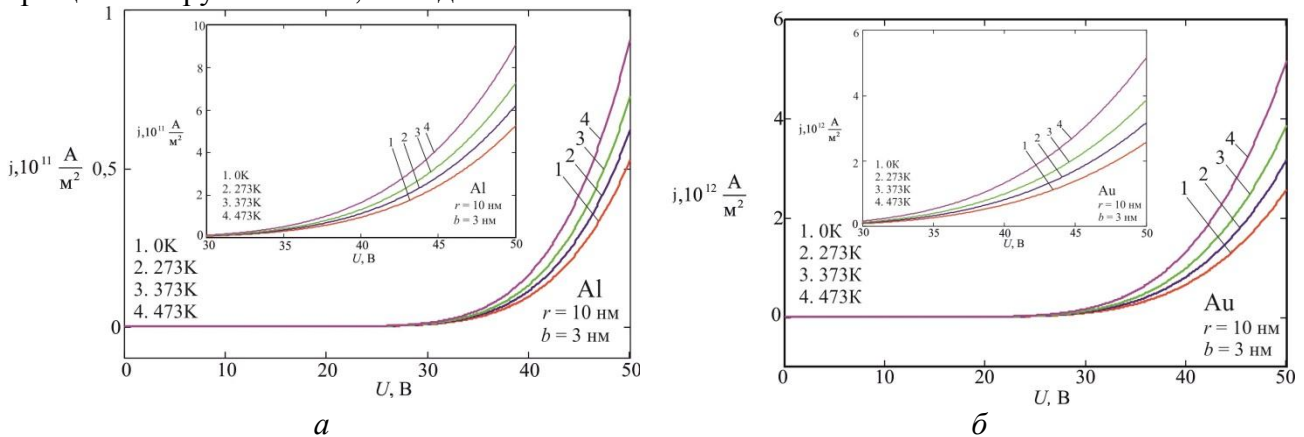 1
0,5
0
j,10¹¹ А/м²
0
10
20
30
40
50
U, В
1. 0K
2. 273K
3. 373K
4. 473K
4
3
2
1
Al
r = 10 нм
b = 3 нм
10
8
6
4
2
0
j,10¹¹ А/м²
1. 0K
2. 273K
3. 373K
4. 473K
1 2 3 4
Al
r = 10 нм
b = 3 нм
30
35
40
45
50
U, В
а
6
4
2
0
j,10¹² А/м²
0
10
20
30
40
50
U, В
1. 0K
2. 273K
3. 373K
4. 473K
4
3
2
1
Au
r = 10 нм
b = 3 нм
6
4
2
0
j,10¹² А/м²
1. 0K
2. 273K
3. 373K
4. 473K
1 2 3 4
Au
r = 10 нм
b = 3 нм
30
35
40
45
50
U, В
б